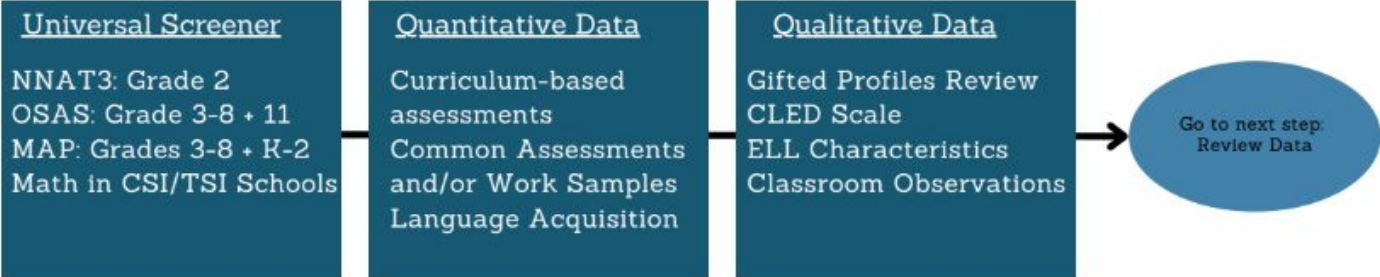 Universal Screener
NNAT3: Grade 2
OSAS: Grade 3-8 + 11
MAP: Grades 3-8 + K-2
Math in CSI/TSI Schools
Quantitative Data
Curriculum-based
assessments
Common Assessments
and/or Work Samples
Language Acquisition
Qualitative Data
Gifted Profiles Review
CLED Scale
ELL Characteristics
Classroom Observations
Go to next step:
Review Data